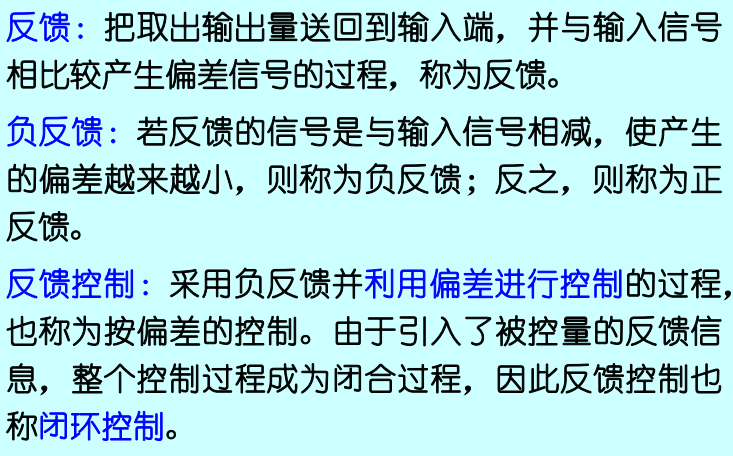 反馈：把取出输出量送回到输入端，并与输入信号
相比较产生偏差信号的过程，称为反馈。
负反馈：若反馈的信号是与输入信号相减，使产生
的偏差越来越小，则称为负反馈；反之，则称为正
反馈。
反馈控制：采用负反馈并利用偏差进行控制的过程，
也称为按偏差的控制。由于引入了被控量的反馈信
息，整个控制过程成为闭合过程，因此反馈控制也
称闭环控制。